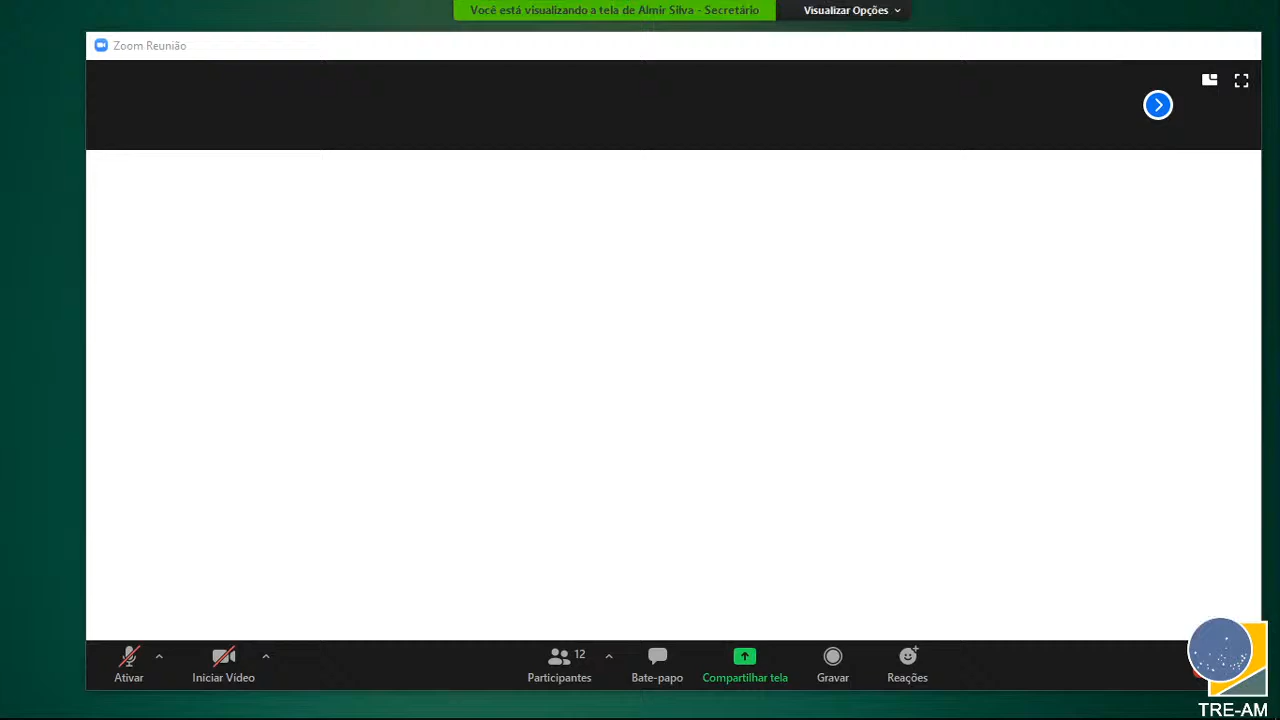 Você está visualizando a tela de Almir Silva - Secretário
Visualizar Opções
Zoom Reunião
Ativar
Iniciar Vídeo
12
Participantes
Bate-papo
Compartilhar tela
Gravar
Reações
TRE-AM